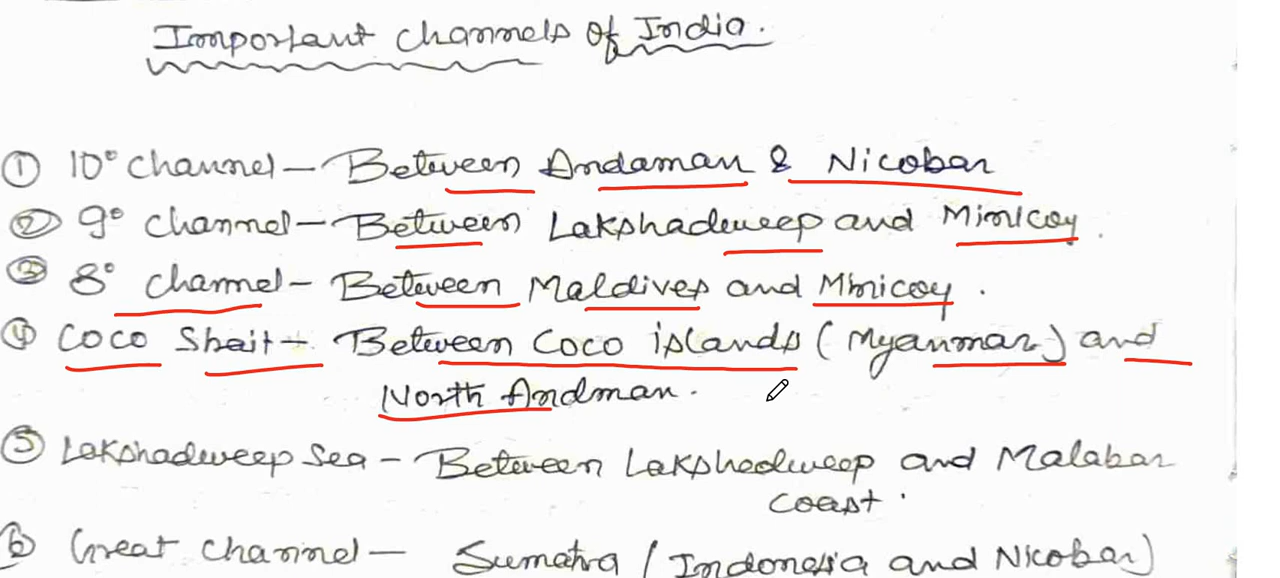 Important channels of India.
① 10° Channel - Between Andaman & Nicobar
② 9° Channel - Between Lakshadweep and Minicoy.
③ 8° Channel - Between Maldives and Minicoy.
④ Coco Strait - Between Coco islands (Myanmar) and
North Andman.
⑤ Lakshadweep Sea - Between Lakshadweep and Malabar
coast.
⑥ Great Channel - Sumatra (Indonesia and Nicobar)